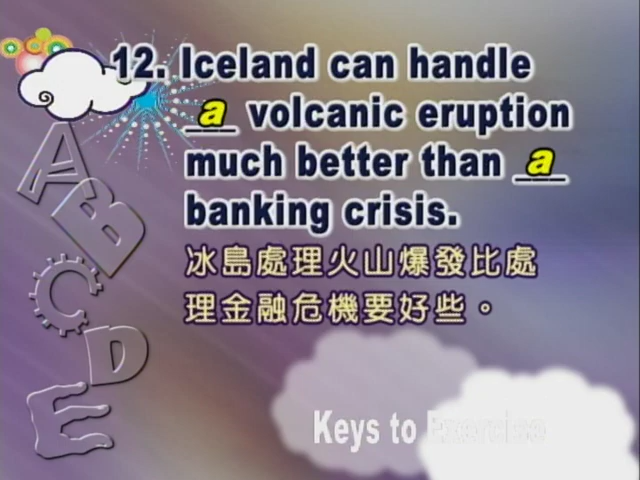 12. Iceland can handle
a volcanic eruption
much better than a
banking crisis.
冰島處理火山爆發比處
理金融危機要好些。
A
B
C
D
E
Keys to Exercise